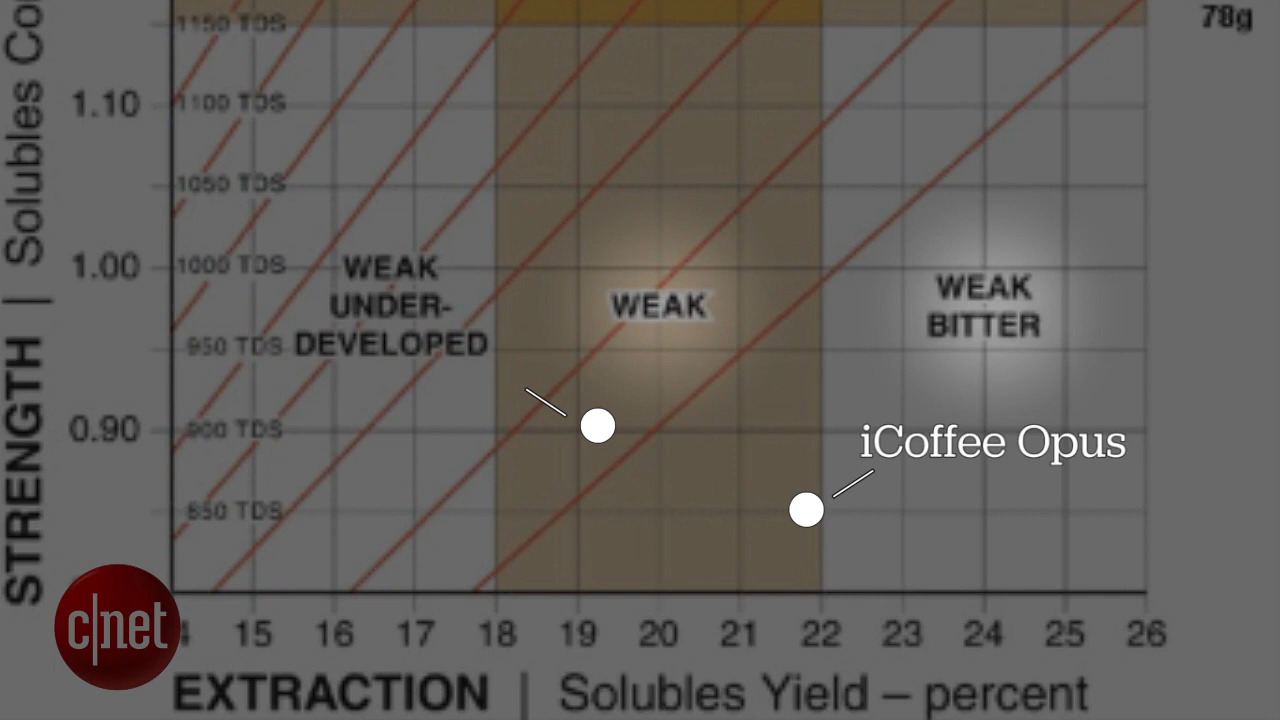 1150 TDS
78g
1.10
1100 TDS
1050 TDS
1.00
1000 TDS
WEAK
UNDER-
DEVELOPED
WEAK
WEAK
BITTER
950 TDS
0.90
900 TDS
iCoffee Opus
850 TDS
STRENGTH | Solubles Co
c|net
4 15 16 17 18 19 20 21 22 23 24 25 26
EXTRACTION | Solubles Yield – percent